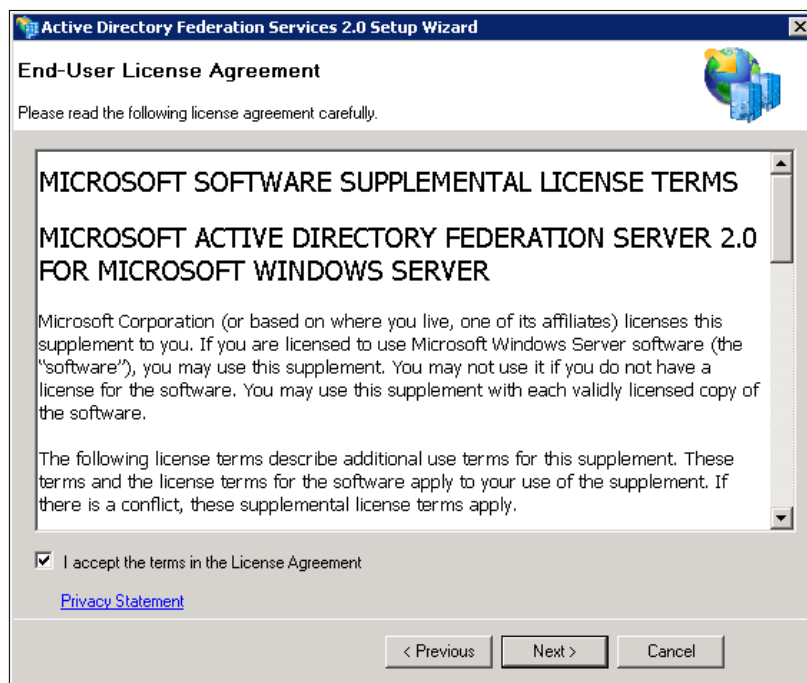 Active Directory Federation Services 2.0 Setup Wizard
End-User License Agreement
Please read the following license agreement carefully.
MICROSOFT SOFTWARE SUPPLEMENTAL LICENSE TERMS
MICROSOFT ACTIVE DIRECTORY FEDERATION SERVER 2.0
FOR MICROSOFT WINDOWS SERVER
Microsoft Corporation (or based on where you live, one of its affiliates) licenses this
supplement to you. If you are licensed to use Microsoft Windows Server software (the
"software"), you may use this supplement. You may not use it if you do not have a
license for the software. You may use this supplement with each validly licensed copy of
the software.
The following license terms describe additional use terms for this supplement. These
terms and the license terms for the software apply to your use of the supplement. If
there is a conflict, these supplemental license terms apply.
I accept the terms in the License Agreement
Privacy Statement
< Previous
Next >
Cancel